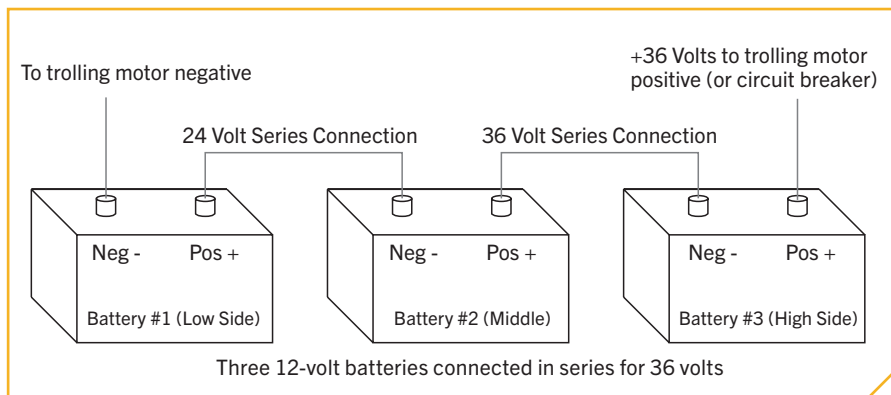 To trolling motor negative
+36 Volts to trolling motor
positive (or circuit breaker)
24 Volt Series Connection
36 Volt Series Connection
Neg -
Pos +
Neg -
Pos +
Neg -
Pos +
Battery #1 (Low Side)
Battery #2 (Middle)
Battery #3 (High Side)
Three 12-volt batteries connected in series for 36 volts